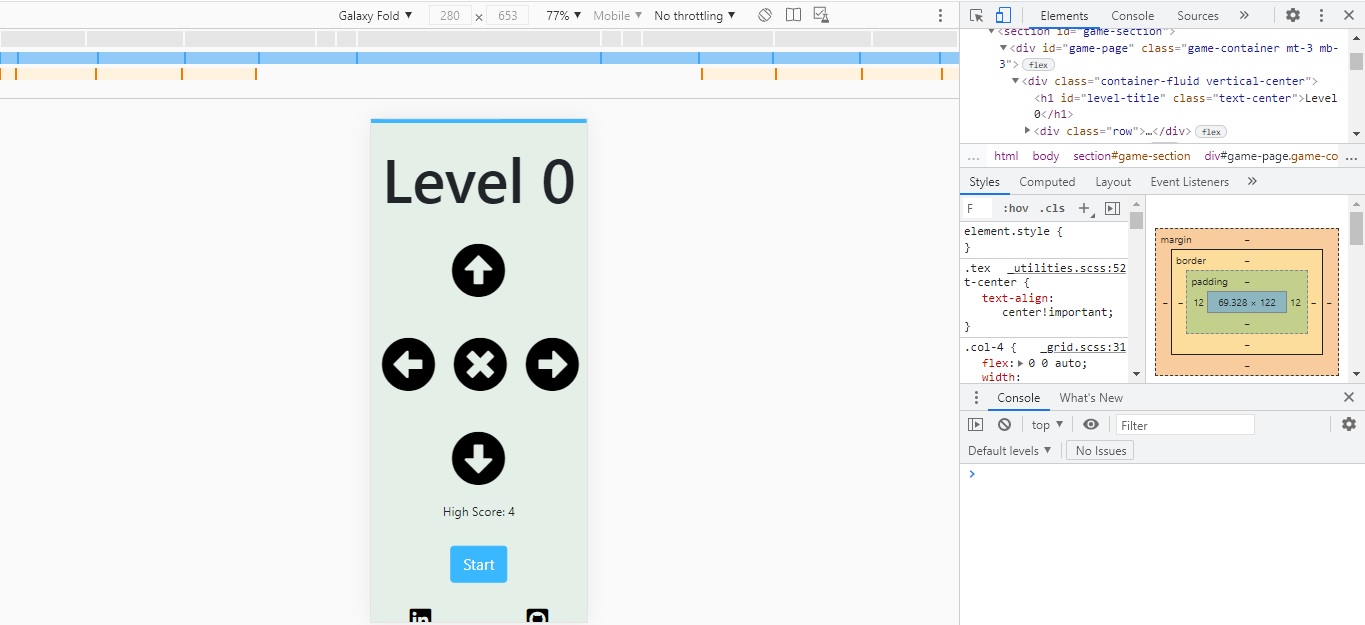 Galaxy Fold ▼ 280 × 653 77% ▼ Mobile ▼ No throttling ▼
Elements Console Sources »
<section id="game-section">
▼<div id="game-page" class="game-container mt-3 mb-
3"> flex
▼<div class="container-fluid vertical-center">
<h1 id="level-title" class="text-center">Level
0</h1>
▶<div class="row">…</div> flex
… html body section#game-section div#game-page.game-co …
Styles Computed Layout Event Listeners »
F :hov .cls +
element.style {
}
.tex _utilities.scss:52
t-center {
text-align:
center!important;
}
.col-4 { _grid.scss:31
flex:▶ 0 0 auto;
width:
margin –
border –
padding –
– – 12 69.328 × 122 12 – –
–
–
–
Console What's New
top ▼ Filter
Default levels ▼ No Issues
Level 0
High Score: 4
Start
in